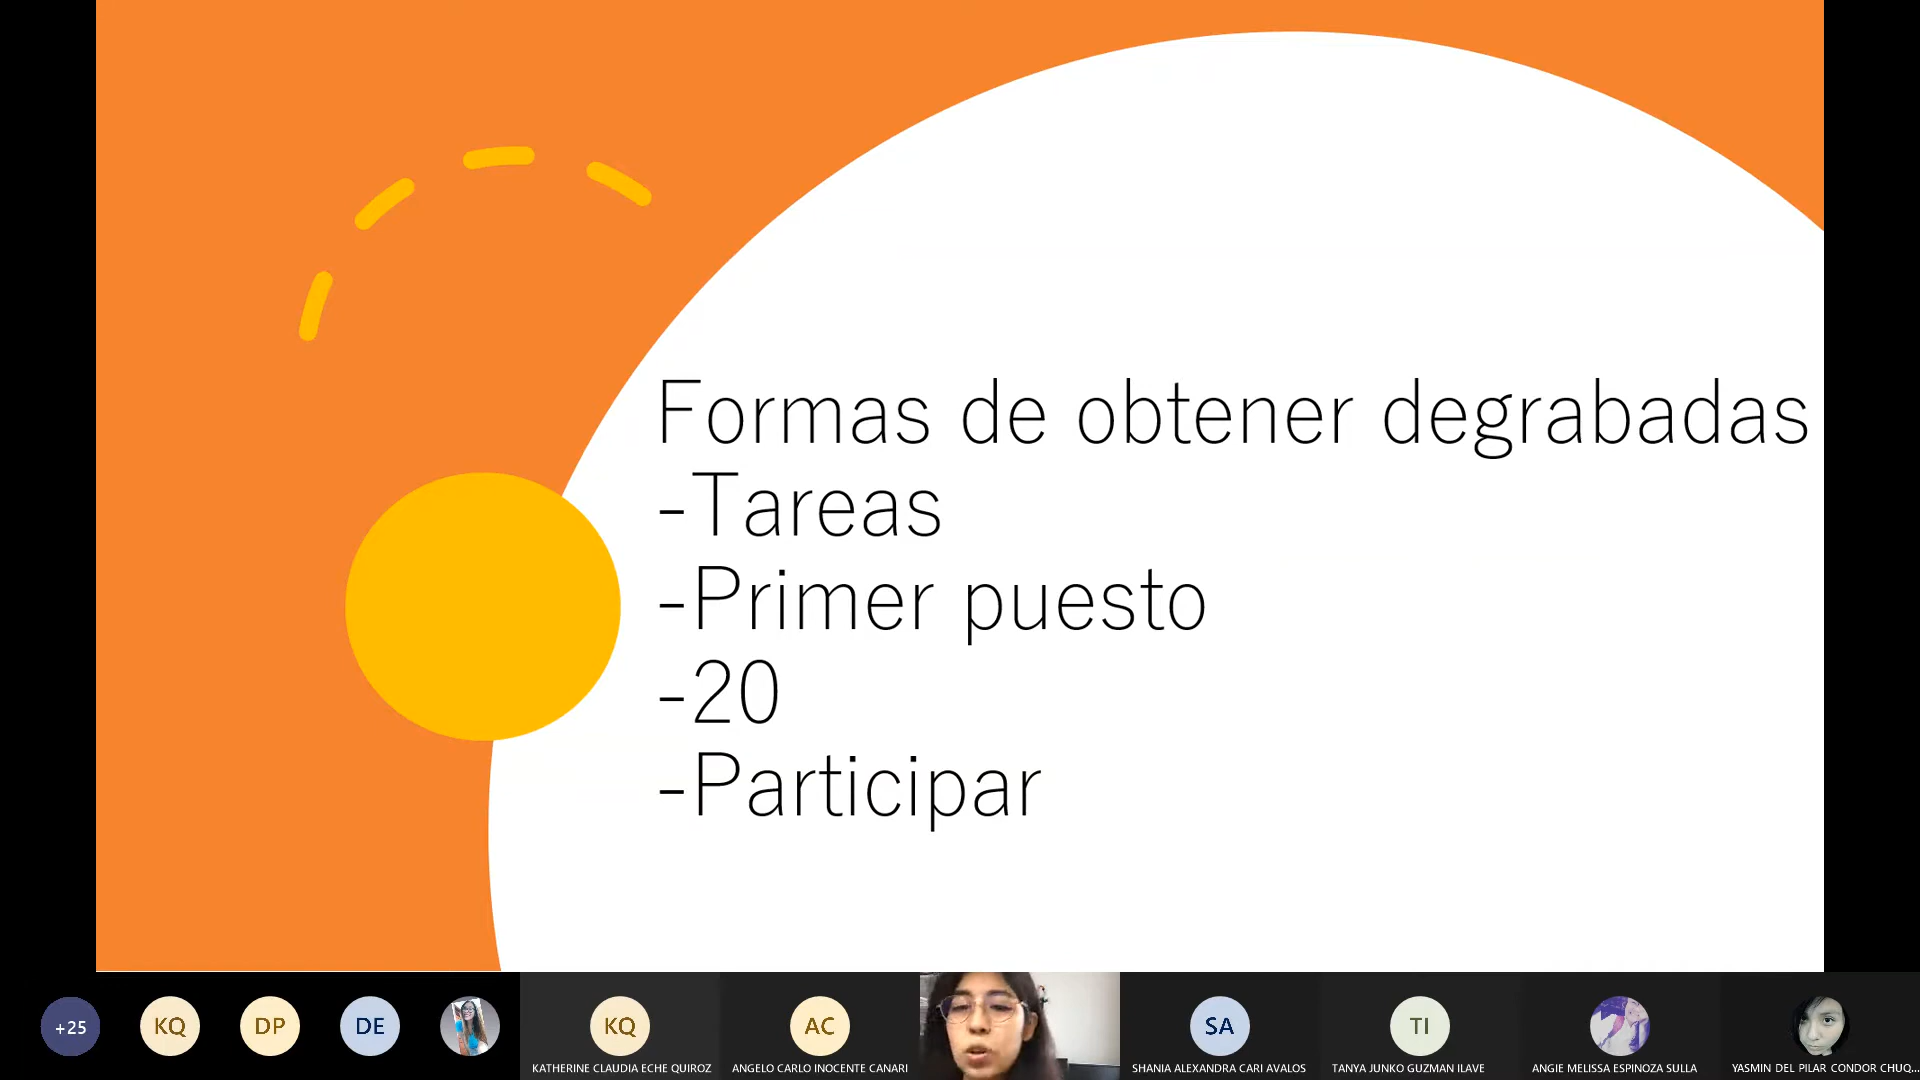 Formas de obtener degrabadas
-Tareas
-Primer puesto
-20
-Participar
+25
KQ
DP
DE
KQ
AC
SA
TI
KATHERINE CLAUDIA ECHE QUIROZ
ANGELO CARLO INOCENTE CANARI
SHANIA ALEXANDRA CARI AVALOS
TANYA JUNKO GUZMAN ILAVE
ANGIE MELISSA ESPINOZA SULLA
YASMIN DEL PILAR CONDOR CHUQ...